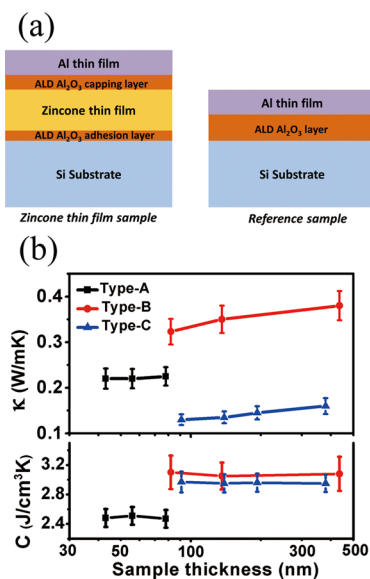 (a)
Al thin film
ALD Al₂O₃ capping layer
Zincone thin film
ALD Al₂O₃ adhesion layer
Si Substrate
Zincone thin film sample
Al thin film
ALD Al₂O₃ layer
Si Substrate
Reference sample
(b)
Type-A
Type-B
Type-C
κ (W/mK)
0.4
0.3
0.2
0.1
C (J/cm³K)
3.2
2.8
2.4
30 50 100 300 500
Sample thickness (nm)